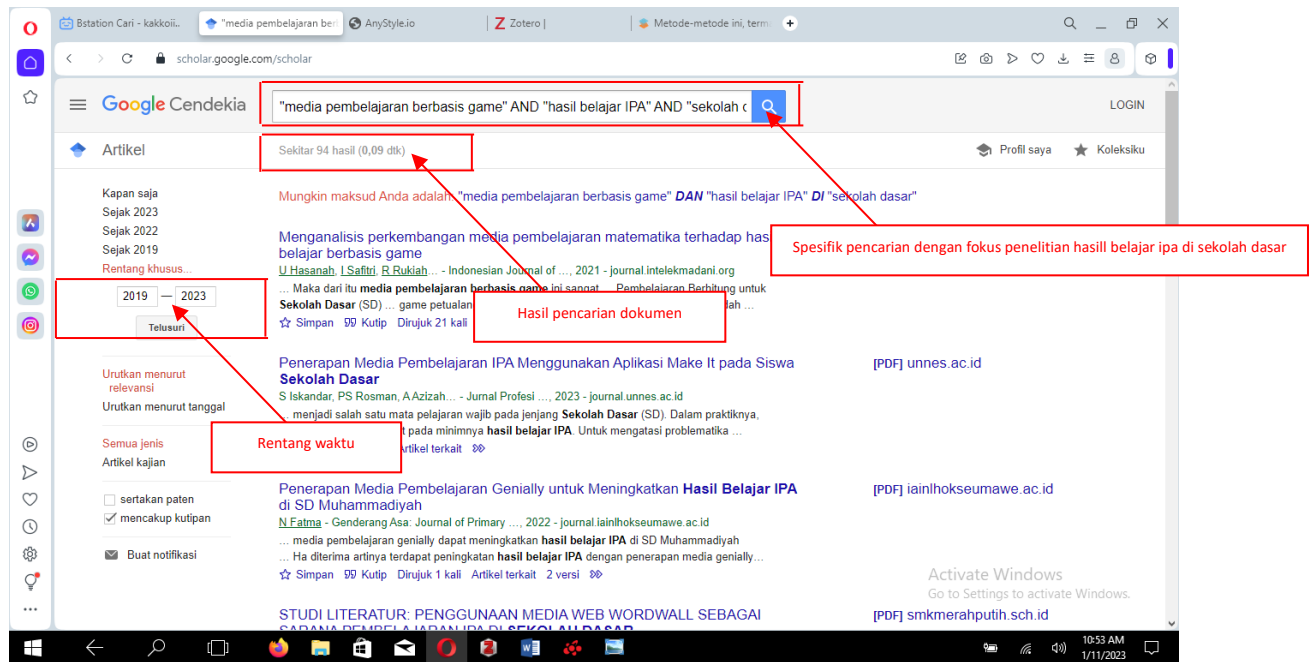 Bstation Cari - kakkoii..
"media pembelajaran ber
AnyStyle.io
Zotero |
Metode-metode ini, term
scholar.google.com/scholar
Google Cendekia
"media pembelajaran berbasis game" AND "hasil belajar IPA" AND "sekolah d
LOGIN
Artikel
Sekitar 94 hasil (0,09 dtk)
Profil saya
Koleksiku
Kapan saja
Sejak 2023
Sejak 2022
Sejak 2019
Rentang khusus...
2019 — 2023
Telusuri
Urutkan menurut
relevansi
Urutkan menurut tanggal
Semua jenis
Artikel kajian
sertakan paten
mencakup kutipan
Buat notifikasi
Mungkin maksud Anda adalah: "media pembelajaran berbasis game" DAN "hasil belajar IPA" DI "sekolah dasar"
Menganalisis perkembangan media pembelajaran matematika terhadap has
belajar berbasis game
U Hasanah, I Safitri, R Rukiah... - Indonesian Journal of ..., 2021 - journal.intelekmadani.org
... Maka dari itu media pembelajaran berbasis game ini sangat ... Pembelajaran Berhitung untuk
Sekolah Dasar (SD) ... game petualan dah ...
Simpan Kutip Dirujuk 21 kali
Penerapan Media Pembelajaran IPA Menggunakan Aplikasi Make It pada Siswa
Sekolah Dasar
S Iskandar, PS Rosman, A Azizah... - Jurnal Profesi ..., 2023 - journal.unnes.ac.id
... menjadi salah satu mata pelajaran wajib pada jenjang Sekolah Dasar (SD). Dalam praktiknya,
t pada minimnya hasil belajar IPA. Untuk mengatasi problematika ...
rtikel terkait
[PDF] unnes.ac.id
Penerapan Media Pembelajaran Genially untuk Meningkatkan Hasil Belajar IPA
di SD Muhammadiyah
N Fatma - Genderang Asa: Journal of Primary ..., 2022 - journal.iainlhokseumawe.ac.id
... media pembelajaran genially dapat meningkatkan hasil belajar IPA di SD Muhammadiyah
... Ha diterima artinya terdapat peningkatan hasil belajar IPA dengan penerapan media genially...
Simpan Kutip Dirujuk 1 kali Artikel terkait 2 versi
[PDF] iainlhokseumawe.ac.id
STUDI LITERATUR: PENGGUNAAN MEDIA WEB WORDWALL SEBAGAI
SARANA PEMBELAJARAN IPA DI SEKOLAH DASAR
[PDF] smkmerahputih.sch.id
Spesifik pencarian dengan fokus penelitian hasill belajar ipa di sekolah dasar
Hasil pencarian dokumen
Rentang waktu
Activate Windows
Go to Settings to activate Windows.
10:53 AM
1/11/2023